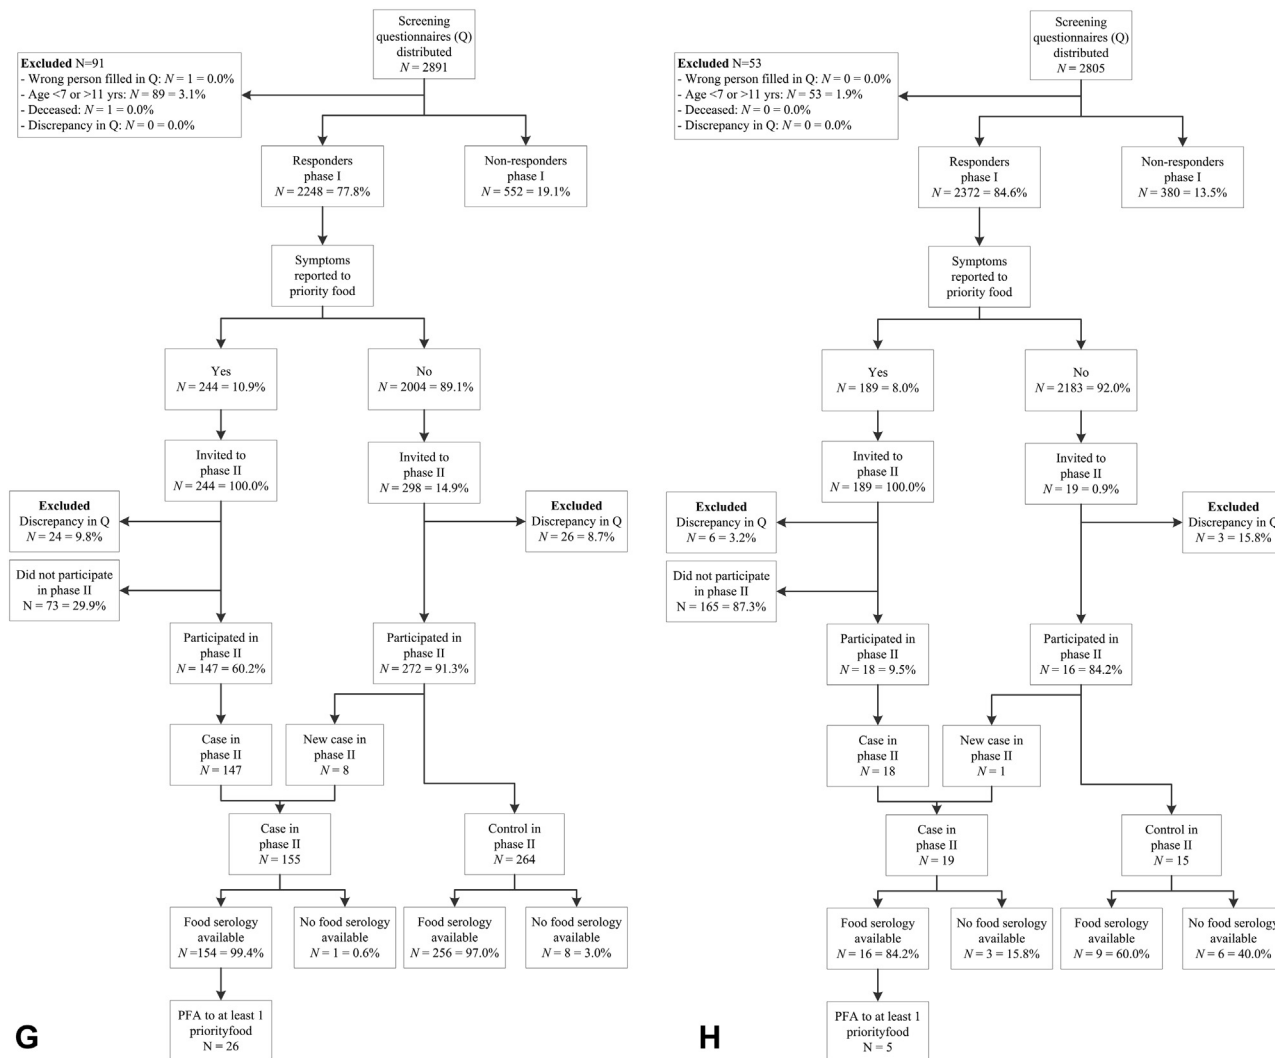 Screening
questionnaires (Q)
distributed
N = 2891
Excluded N=91
- Wrong person filled in Q: N = 1 = 0.0%
- Age <7 or >11 yrs: N = 89 = 3.1%
- Deceased: N = 1 = 0.0%
- Discrepancy in Q: N = 0 = 0.0%
Responders
phase I
N = 2248 = 77.8%
Non-responders
phase I
N = 552 = 19.1%
Symptoms
reported to
priority food
Yes
N = 244 = 10.9%
No
N = 2004 = 89.1%
Invited to
phase II
N = 244 = 100.0%
Invited to
phase II
N = 298 = 14.9%
Excluded
Discrepancy in Q
N = 24 = 9.8%
Excluded
Discrepancy in Q
N = 26 = 8.7%
Did not participate
in phase II
N = 73 = 29.9%
Participated in
phase II
N = 147 = 60.2%
Participated in
phase II
N = 272 = 91.3%
Case in
phase II
N = 147
New case in
phase II
N = 8
Case in
phase II
N = 155
Control in
phase II
N = 264
Food serology
available
N =154 = 99.4%
No food serology
available
N = 1 = 0.6%
Food serology
available
N = 256 = 97.0%
No food serology
available
N = 8 = 3.0%
PFA to at least 1
priorityfood
N = 26
G
Screening
questionnaires (Q)
distributed
N = 2805
Excluded N=53
- Wrong person filled in Q: N = 0 = 0.0%
- Age <7 or >11 yrs: N = 53 = 1.9%
- Deceased: N = 0 = 0.0%
- Discrepancy in Q: N = 0 = 0.0%
Responders
phase I
N = 2372 = 84.6%
Non-responders
phase I
N = 380 = 13.5%
Symptoms
reported to
priority food
Yes
N = 189 = 8.0%
No
N = 2183 = 92.0%
Invited to
phase II
N = 189 = 100.0%
Invited to
phase II
N = 19 = 0.9%
Excluded
Discrepancy in Q
N = 6 = 3.2%
Excluded
Discrepancy in Q
N = 3 = 15.8%
Did not participate
in phase II
N = 165 = 87.3%
Participated in
phase II
N = 18 = 9.5%
Participated in
phase II
N = 16 = 84.2%
Case in
phase II
N = 18
New case in
phase II
N = 1
Case in
phase II
N = 19
Control in
phase II
N = 15
Food serology
available
N = 16 = 84.2%
No food serology
available
N = 3 = 15.8%
Food serology
available
N = 9 = 60.0%
No food serology
available
N = 6 = 40.0%
PFA to at least 1
priorityfood
N = 5
H